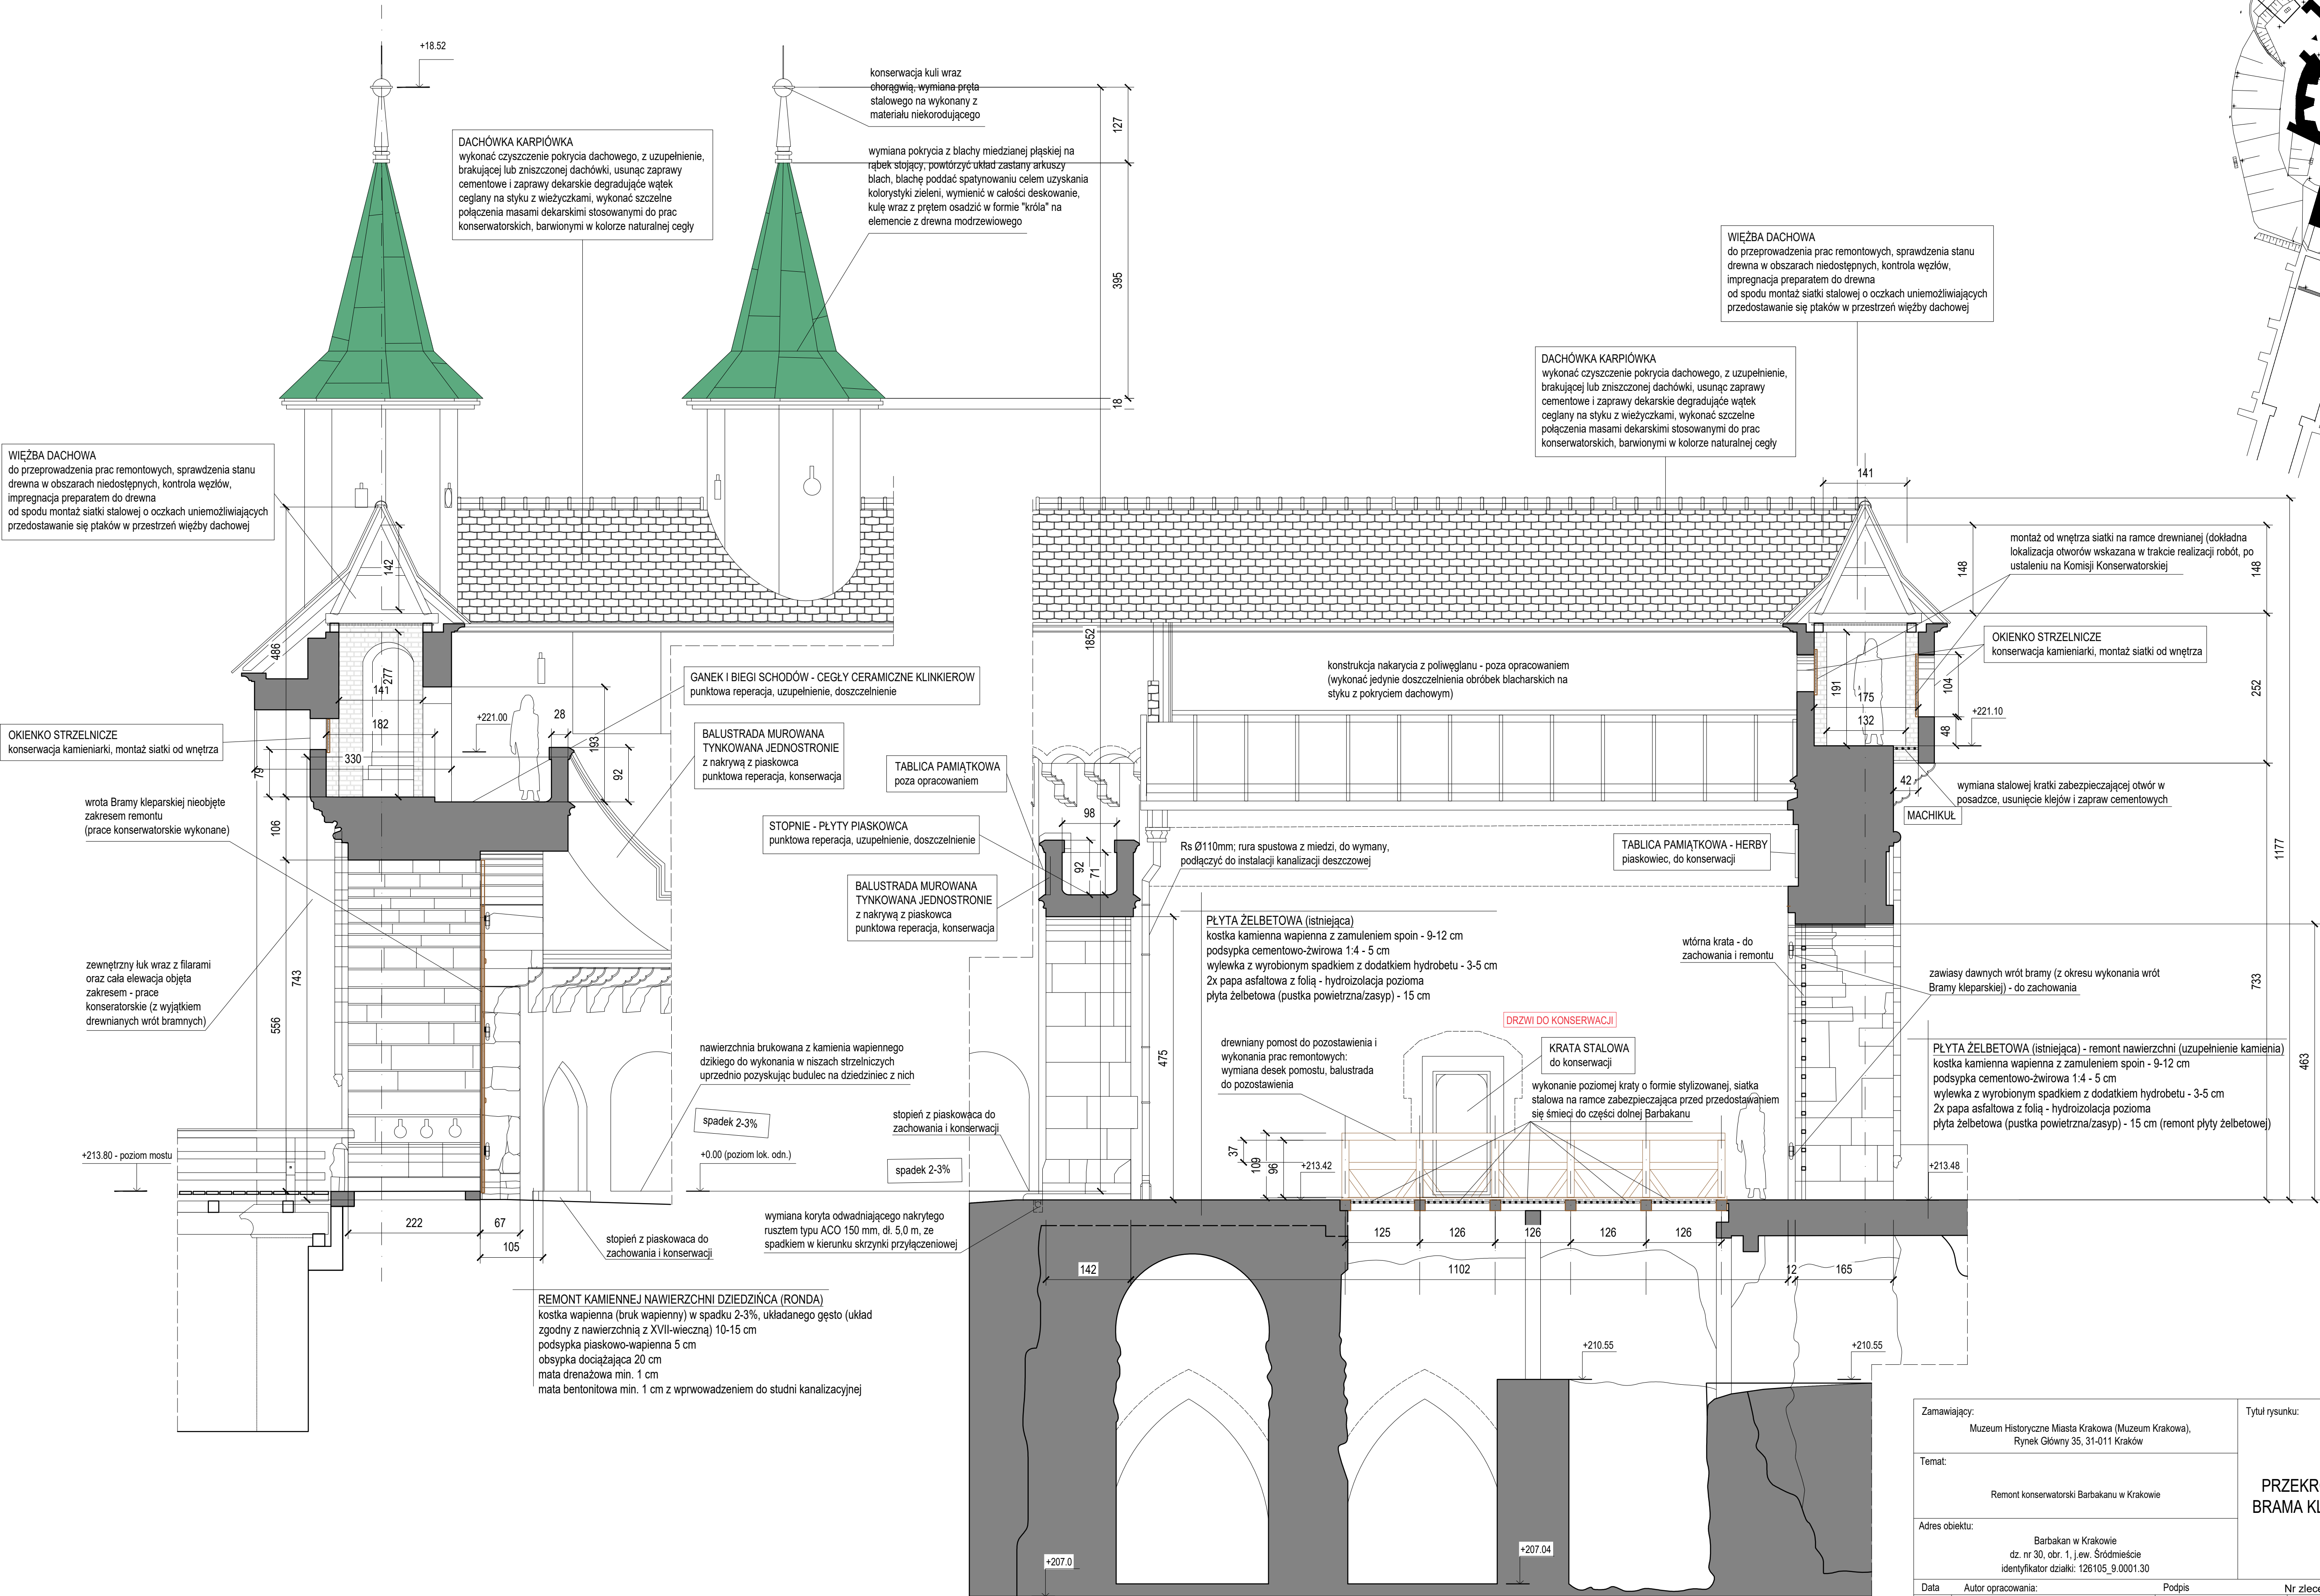 +18.52
konserwacja kuli wraz
chorągwią, wymiana pręta
stalowego na wykonany z
materiału niekorodującego
127
DACHÓWKA KARPIÓWKA
wykonać czyszczenie pokrycia dachowego, z uzupełnienie,
brakującej lub zniszczonej dachówki, usunąc zaprawy
cementowe i zaprawy dekarskie degradująće wątek
ceglany na styku z wieżyczkami, wykonać szczelne
połączenia masami dekarskimi stosowanymi do prac
konserwatorskich, barwionymi w kolorze naturalnej cegły
wymiana pokrycia z blachy miedzianej płąskiej na
rąbek stojący, powtórzyć układ zastany arkuszy
blach, blachę poddać spatynowaniu celem uzyskania
kolorystyki zieleni, wymienić w całości deskowanie,
kulę wraz z prętem osadzić w formie "króla" na
elemencie z drewna modrzewiowego
395
18
WIĘŹBA DACHOWA
do przeprowadzenia prac remontowych, sprawdzenia stanu
drewna w obszarach niedostępnych, kontrola węzłów,
impregnacja preparatem do drewna
od spodu montaż siatki stalowej o oczkach uniemożliwiających
przedostawanie się ptaków w przestrzeń więźby dachowej
DACHÓWKA KARPIÓWKA
wykonać czyszczenie pokrycia dachowego, z uzupełnienie,
brakującej lub zniszczonej dachówki, usunąc zaprawy
cementowe i zaprawy dekarskie degradująće wątek
ceglany na styku z wieżyczkami, wykonać szczelne
połączenia masami dekarskimi stosowanymi do prac
konserwatorskich, barwionymi w kolorze naturalnej cegły
WIĘŹBA DACHOWA
do przeprowadzenia prac remontowych, sprawdzenia stanu
drewna w obszarach niedostępnych, kontrola węzłów,
impregnacja preparatem do drewna
od spodu montaż siatki stalowej o oczkach uniemożliwiających
przedostawanie się ptaków w przestrzeń więźby dachowej
141
montaż od wnętrza siatki na ramce drewnianej (dokładna
lokalizacja otworów wskazana w trakcie realizacji robót, po
ustaleniu na Komisji Konserwatorskiej
148
148
142
486
277
141
182
330
79
+221.00
28
193
92
1852
OKIENKO STRZELNICZE
konserwacja kamieniarki, montaż siatki od wnętrza
GANEK I BIEGI SCHODÓW - CEGŁY CERAMICZNE KLINKIEROW
punktowa reperacja, uzupełnienie, doszczelnienie
BALUSTRADA MUROWANA
TYNKOWANA JEDNOSTRONIE
z nakrywą z piaskowca
punktowa reperacja, konserwacja
konstrukcja nakarycia z poliwęglanu - poza opracowaniem
(wykonać jedynie doszczelnienia obróbek blacharskich na
styku z pokryciem dachowym)
OKIENKO STRZELNICZE
konserwacja kamieniarki, montaż siatki od wnętrza
191
175
132
104
48
252
+221.10
42
TABLICA PAMIĄTKOWA
poza opracowaniem
wrota Bramy kleparskiej nieobjęte
zakresem remontu
(prace konserwatorskie wykonane)
106
98
92
71
STOPNIE - PŁYTY PIASKOWCA
punktowa reperacja, uzupełnienie, doszczelnienie
BALUSTRADA MUROWANA
TYNKOWANA JEDNOSTRONIE
z nakrywą z piaskowca
punktowa reperacja, konserwacja
Rs Ø110mm; rura spustowa z miedzi, do wymany,
podłączyć do instalacji kanalizacji deszczowej
wymiana stalowej kratki zabezpieczającej otwór w
posadzce, usunięcie klejów i zapraw cementowych
MACHIKUŁ
TABLICA PAMIĄTKOWA - HERBY
piaskowiec, do konserwacji
1177
zewnętrzny łuk wraz z filarami
oraz cała elewacja objęta
zakresem - prace
konseratorskie (z wyjątkiem
drewnianych wrót bramnych)
743
556
PŁYTA ŻELBETOWA (istniejąca)
kostka kamienna wapienna z zamuleniem spoin - 9-12 cm
podsypka cementowo-żwirowa 1:4 - 5 cm
wylewka z wyrobionym spadkiem z dodatkiem hydrobetu - 3-5 cm
2x papa asfaltowa z folią - hydroizolacja pozioma
płyta żelbetowa (pustka powietrzna/zasyp) - 15 cm
wtórna krata - do
zachowania i remontu
zawiasy dawnych wrót bramy (z okresu wykonania wrót
Bramy kleparskiej) - do zachowania
733
463
475
DRZWI DO KONSERWACJI
KRATA STALOWA
do konserwacji
drewniany pomost do pozostawienia i
wykonania prac remontowych:
wymiana desek pomostu, balustrada
do pozostawienia
wykonanie poziomej kraty o formie stylizowanej, siatka
stalowa na ramce zabezpieczająca przed przedostawaniem
się śmieci do części dolnej Barbakanu
PŁYTA ŻELBETOWA (istniejąca) - remont nawierzchni (uzupełnienie kamienia)
kostka kamienna wapienna z zamuleniem spoin - 9-12 cm
podsypka cementowo-żwirowa 1:4 - 5 cm
wylewka z wyrobionym spadkiem z dodatkiem hydrobetu - 3-5 cm
2x papa asfaltowa z folią - hydroizolacja pozioma
płyta żelbetowa (pustka powietrzna/zasyp) - 15 cm (remont płyty żelbetowej)
nawierzchnia brukowana z kamienia wapiennego
dzikiego do wykonania w niszach strzelniczych
uprzednio pozyskując budulec na dziedziniec z nich
spadek 2-3%
stopień z piaskowaca do
zachowania i konserwacji
spadek 2-3%
+213.80 - poziom mostu
+0.00 (poziom lok. odn.)
37
109
96
+213.42
+213.48
222
67
105
stopień z piaskowaca do
zachowania i konserwacji
wymiana koryta odwadniającego nakrytego
rusztem typu ACO 150 mm, dł. 5,0 m, ze
spadkiem w kierunku skrzynki przyłączeniowej
125
126
126
126
126
142
1102
12
165
REMONT KAMIENNEJ NAWIERZCHNI DZIEDZIŃCA (RONDA)
kostka wapienna (bruk wapienny) w spadku 2-3%, układanego gęsto (układ
zgodny z nawierzchnią z XVII-wieczną) 10-15 cm
podsypka piaskowo-wapienna 5 cm
obsypka dociążająca 20 cm
mata drenażowa min. 1 cm
mata bentonitowa min. 1 cm z wprwowadzeniem do studni kanalizacyjnej
+210.55
+210.55
+207.0
+207.04
Zamawiający:
Muzeum Historyczne Miasta Krakowa (Muzeum Krakowa),
Rynek Główny 35, 31-011 Kraków
Tytuł rysunku:
Temat:
Remont konserwatorski Barbakanu w Krakowie
PRZEKR
BRAMA KL
Adres obiektu:
Barbakan w Krakowie
dz. nr 30, obr. 1, j.ew. Śródmieście
identyfikator działki: 126105_9.0001.30
Data Autor opracowania: Podpis Nr zlec